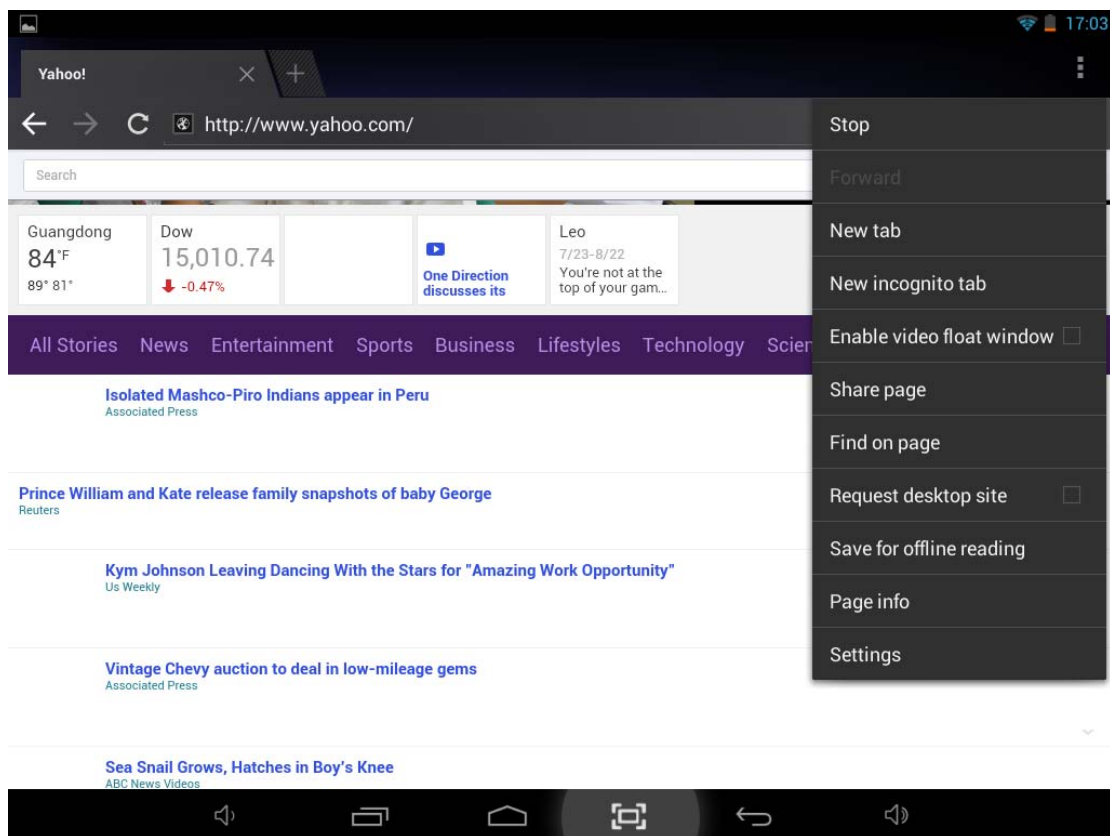 17:03
Yahoo!
http://www.yahoo.com/
Search
Guangdong
84°F
89° 81°
Dow
15,010.74
-0.47%
One Direction
discusses its
Leo
7/23-8/22
You're not at the
top of your gam...
All Stories News Entertainment Sports Business Lifestyles Technology Scien
Isolated Mashco-Piro Indians appear in Peru
Associated Press
Prince William and Kate release family snapshots of baby George
Reuters
Kym Johnson Leaving Dancing With the Stars for "Amazing Work Opportunity"
Us Weekly
Vintage Chevy auction to deal in low-mileage gems
Associated Press
Sea Snail Grows, Hatches in Boy's Knee
ABC News Videos
Stop
Forward
New tab
New incognito tab
Enable video float window
Share page
Find on page
Request desktop site
Save for offline reading
Page info
Settings